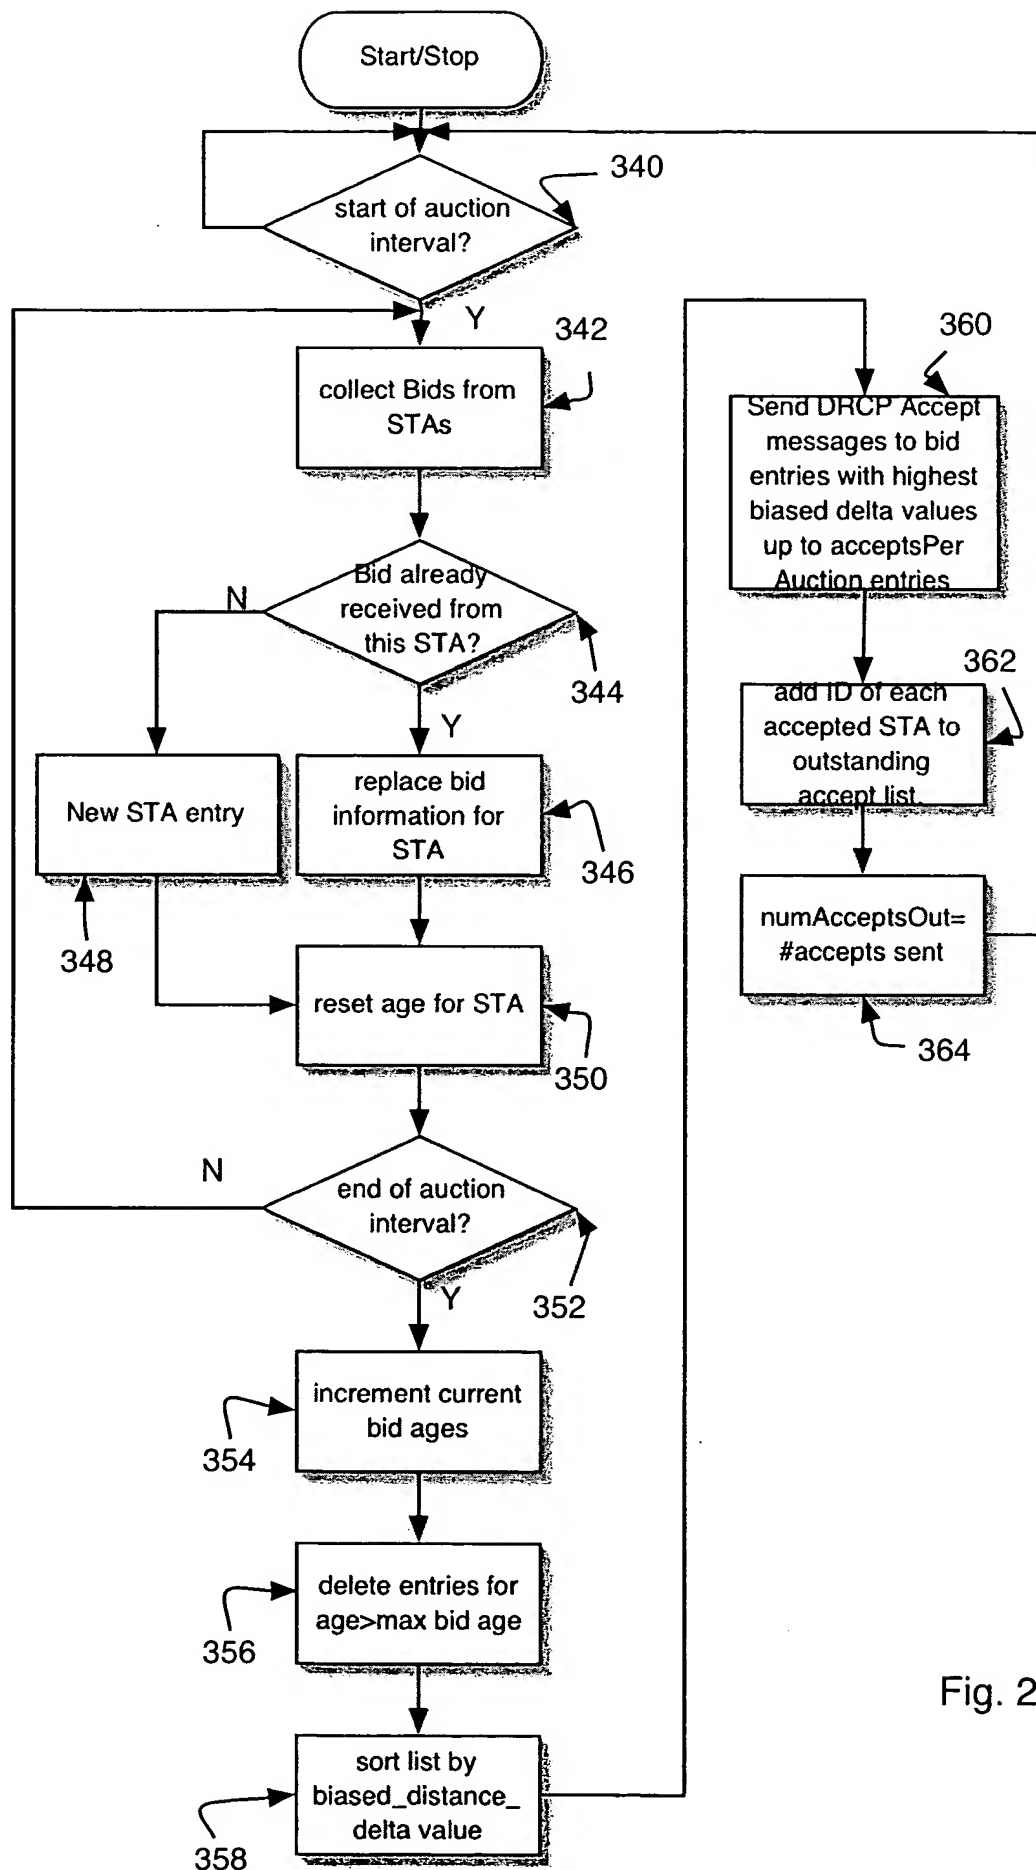 Start/Stop
340
start of auction
interval?
Y
342
collect Bids from
STAs
Bid already
received from
this STA?
N
344
Y
New STA entry
348
replace bid
information for
STA
346
reset age for STA
350
N
end of auction
interval?
352
Y
increment current
bid ages
354
delete entries for
age>max bid age
356
sort list by
biased_distance_
delta value
358
360
Send DRCP Accept
messages to bid
entries with highest
biased delta values
up to acceptsPer
Auction entries
362
add ID of each
accepted STA to
outstanding
accept list.
numAcceptsOut=
#accepts sent
364
Fig. 2